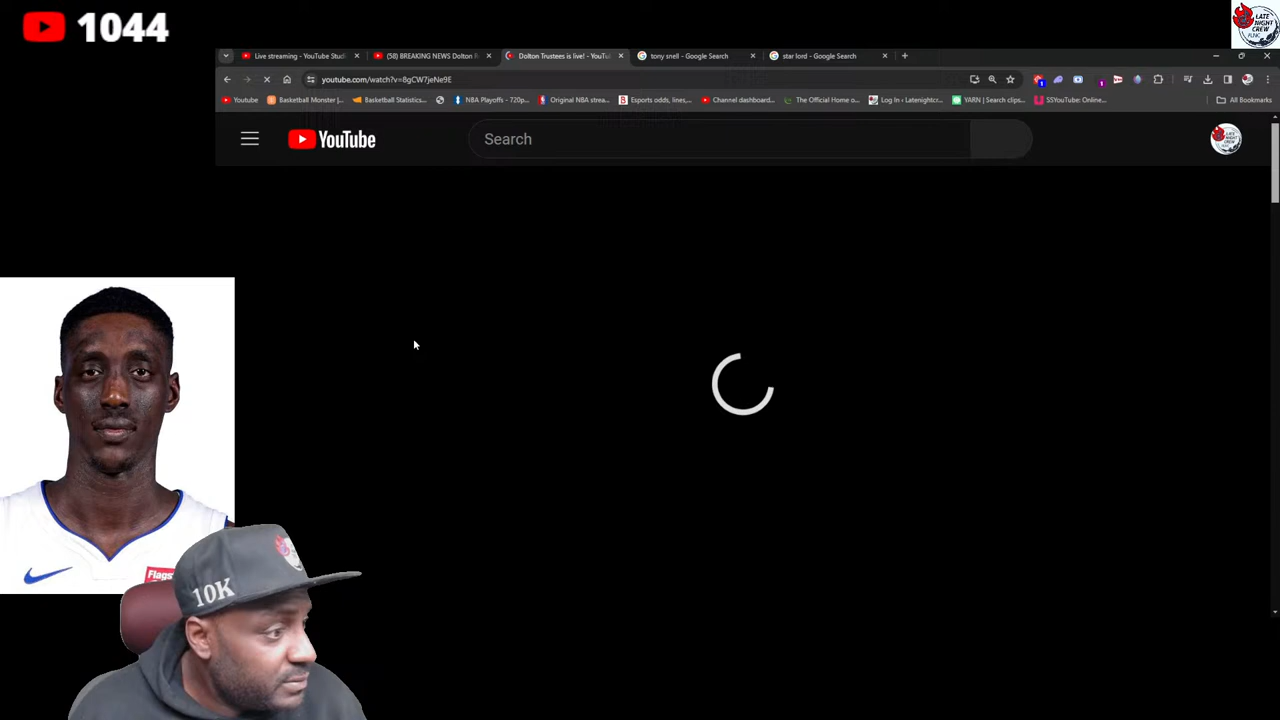 1044
LATE
NIGHT
CREW
Live streaming - YouTube Studi
(58) BREAKING NEWS Dolton
Dolton Trustees is live! - YouTu
tony snell - Google Search
star lord - Google Search
youtube.com/watch?v=8gCW7jeNe9E
Youtube
Basketball Monster |
Basketball Statistics...
NBA Playoffs - 720p...
Original NBA strea...
Esports odds, lines,...
Channel dashboard...
The Official Home o...
Log In ‹ Latenightcr...
YARN | Search clips...
SSYouTube: Online...
All Bookmarks
YouTube
Search
Flags
10K